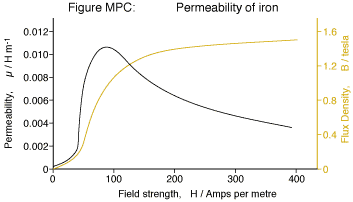 Figure MPC: Permeability of iron
0.012
0.010
0.008
0.006
0.004
0.002
0
Permeability, μ / H m⁻¹
1.6
1.2
0.8
0.4
0
Flux Density, B / tesla
0 100 200 300 400
Field strength, H / Amps per metre